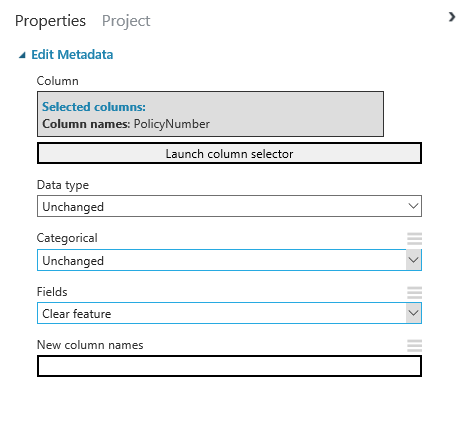 Properties Project
Edit Metadata
Column
Selected columns:
Column names: PolicyNumber
Launch column selector
Data type
Unchanged
Categorical
Unchanged
Fields
Clear feature
New column names